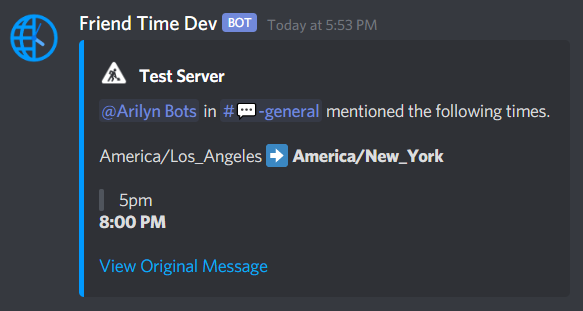 Friend Time Dev BOT Today at 5:53 PM
Test Server
@Arilyn Bots in #💬-general mentioned the following times.
America/Los_Angeles ➡️ America/New_York
5pm
8:00 PM
View Original Message